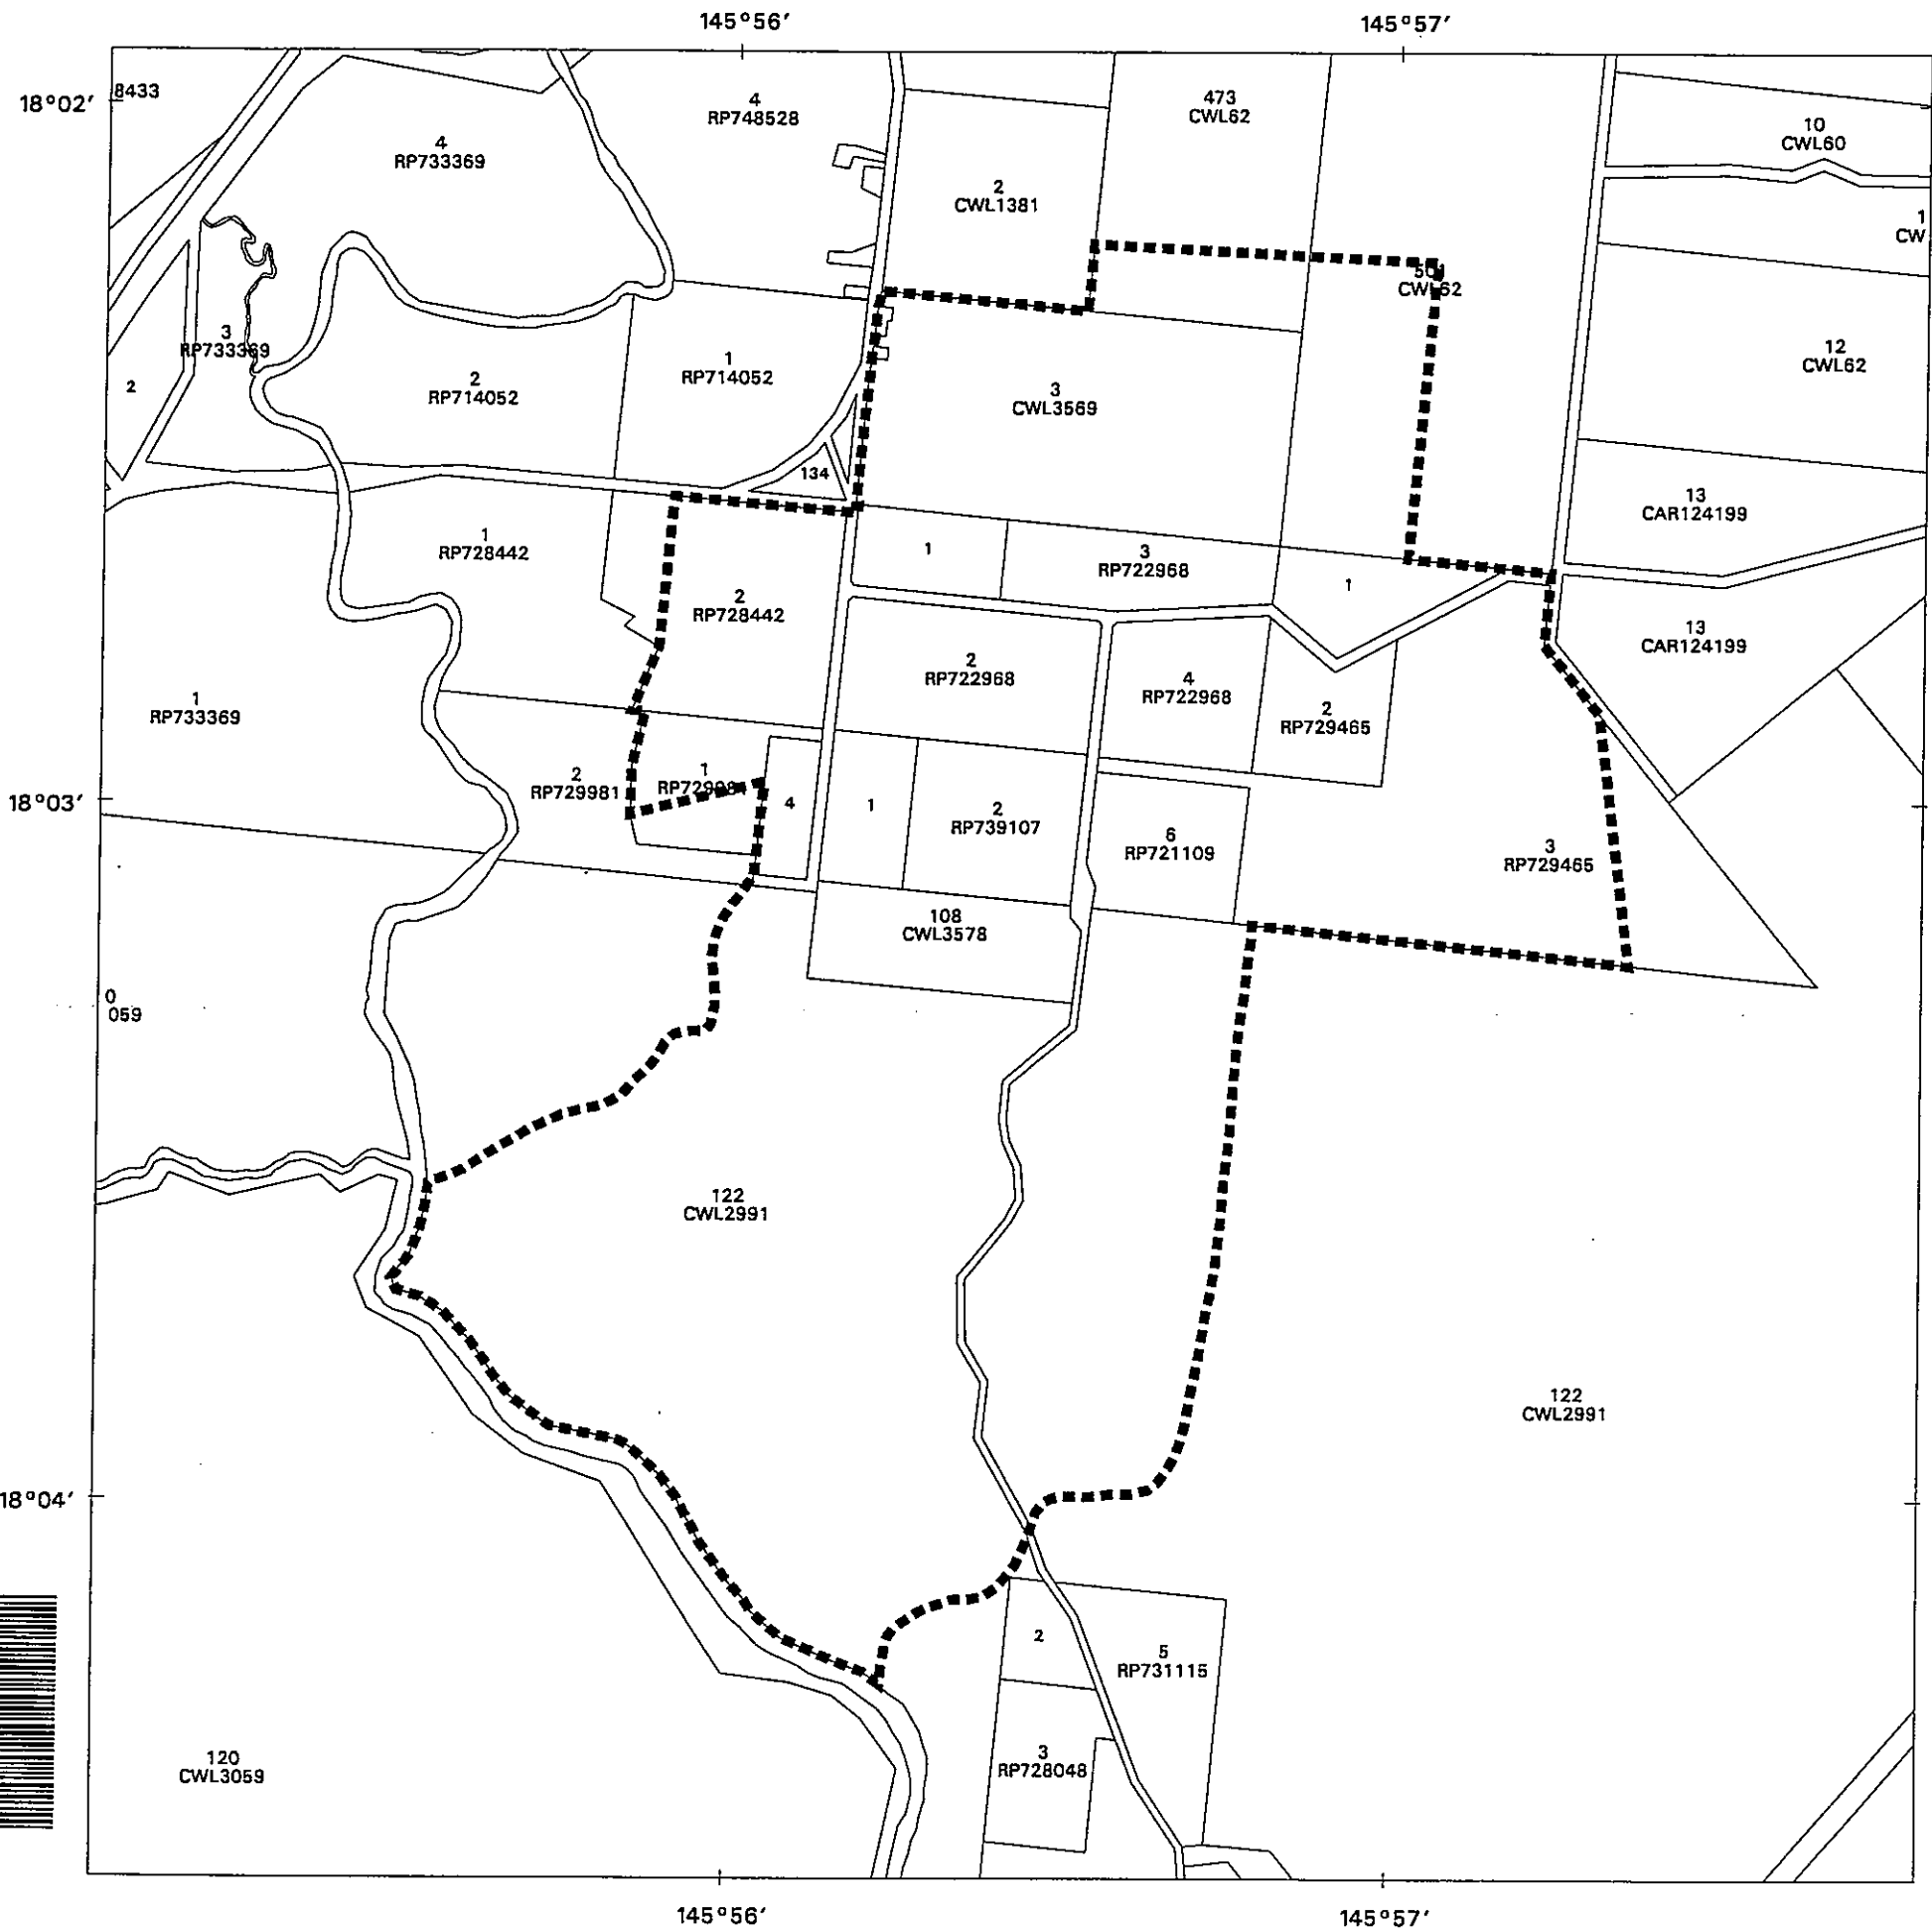 145°56′
145°57′
18°02′
8433
4
RP748528
473
CWL62
10
CWL60
4
RP733369
2
CWL1381
1
CW
501
CWL62
3
RP733369
2
2
RP714052
1
RP714052
3
CWL3569
12
CWL62
134
13
CAR124199
1
RP728442
1
3
RP722968
1
2
RP728442
13
CAR124199
2
RP722968
4
RP722968
2
RP729465
1
RP733369
2
RP729981
1
RP729981
4
1
2
RP739107
6
RP721109
3
RP729465
18°03′
108
CWL3578
0
059
122
CWL2991
122
CWL2991
18°04′
2
5
RP731115
3
RP728048
120
CWL3059
145°56′
145°57′